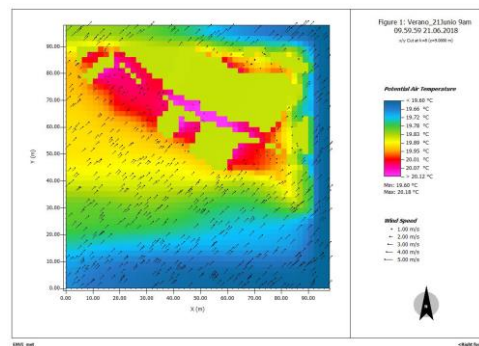 Figure 1: Verano_21Junio 9am
09.59.59 21.06.2018
Potential Air Temperature
< 19.60 °C
19.66 °C
19.72 °C
19.78 °C
19.83 °C
19.89 °C
19.95 °C
20.01 °C
20.07 °C
> 20.12 °C
Min: 19.60 °C
Max: 20.18 °C
Wind Speed
1.00 m/s
2.00 m/s
3.00 m/s
4.00 m/s
5.00 m/s
Y (m)
90.00
80.00
70.00
60.00
50.00
40.00
30.00
20.00
10.00
0.00
0.00 10.00 20.00 30.00 40.00 50.00 60.00 70.00 80.00 90.00
X (m)
N